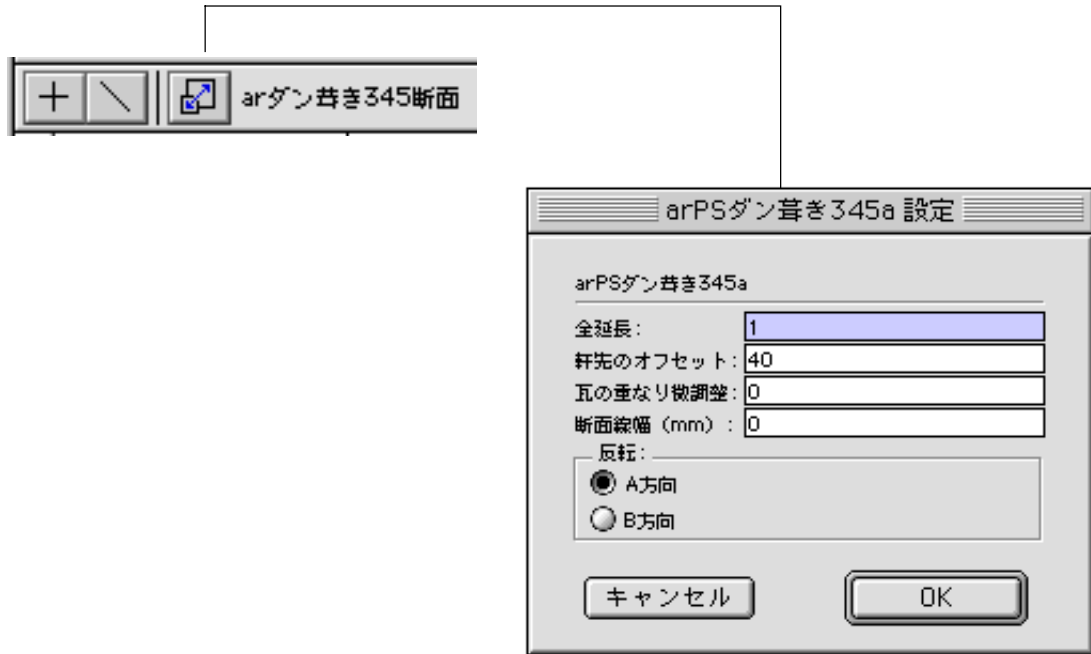 arダン葺き345断面
arPSダン葺き345a 設定
arPSダン葺き345a
全延長: 1
軒先のオフセット: 40
瓦の重なり微調整: 0
断面線幅（mm）: 0
反転:
A方向
B方向
キャンセル OK